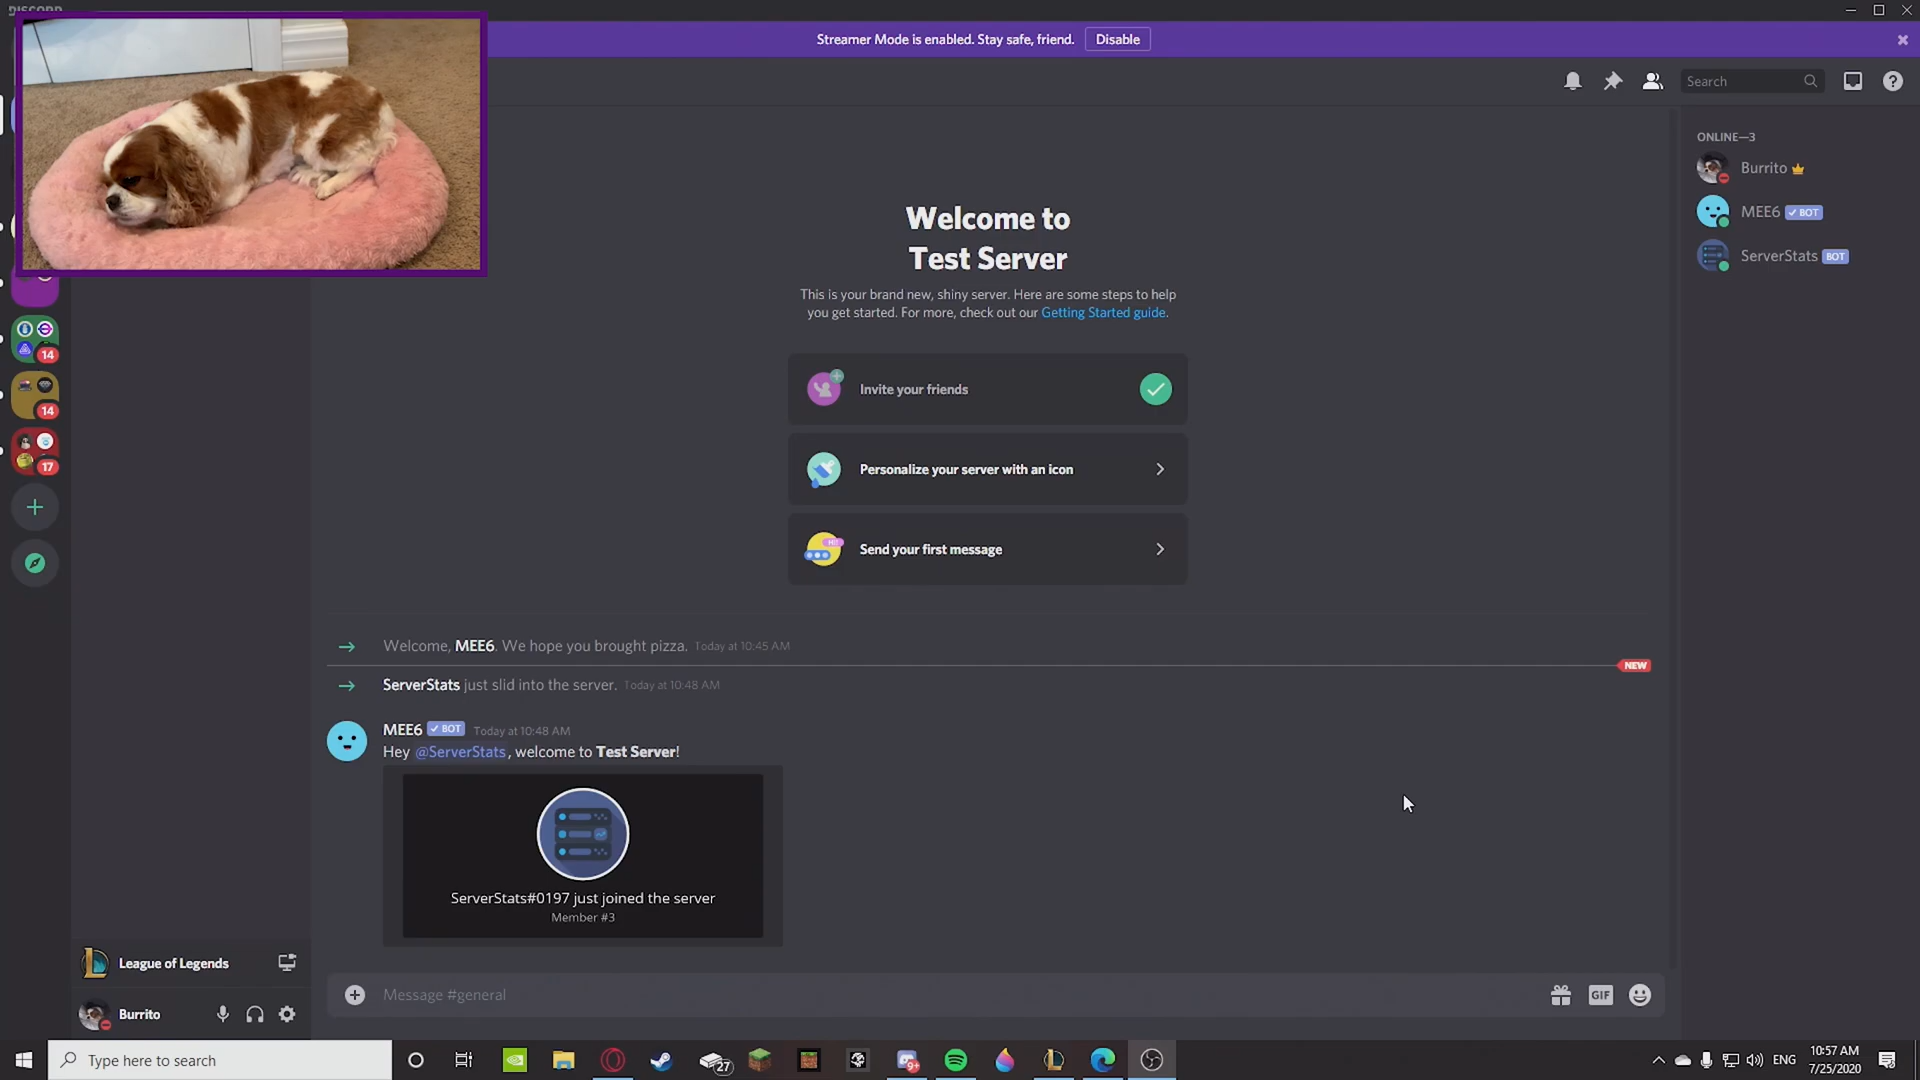 DISCORD
Streamer Mode is enabled. Stay safe, friend. Disable
Search
ONLINE—3
Burrito
MEE6 ✓ BOT
ServerStats BOT
Welcome to
Test Server
This is your brand new, shiny server. Here are some steps to help
you get started. For more, check out our Getting Started guide.
Invite your friends
Personalize your server with an icon
Hi!
Send your first message
14
14
17
Welcome, MEE6. We hope you brought pizza. Today at 10:45 AM
NEW
ServerStats just slid into the server. Today at 10:48 AM
MEE6 ✓ BOT Today at 10:48 AM
Hey @ServerStats, welcome to Test Server!
ServerStats#0197 just joined the server
Member #3
League of Legends
Message #general
GIF
Burrito
Type here to search
27
9+
ENG
10:57 AM
7/25/2020